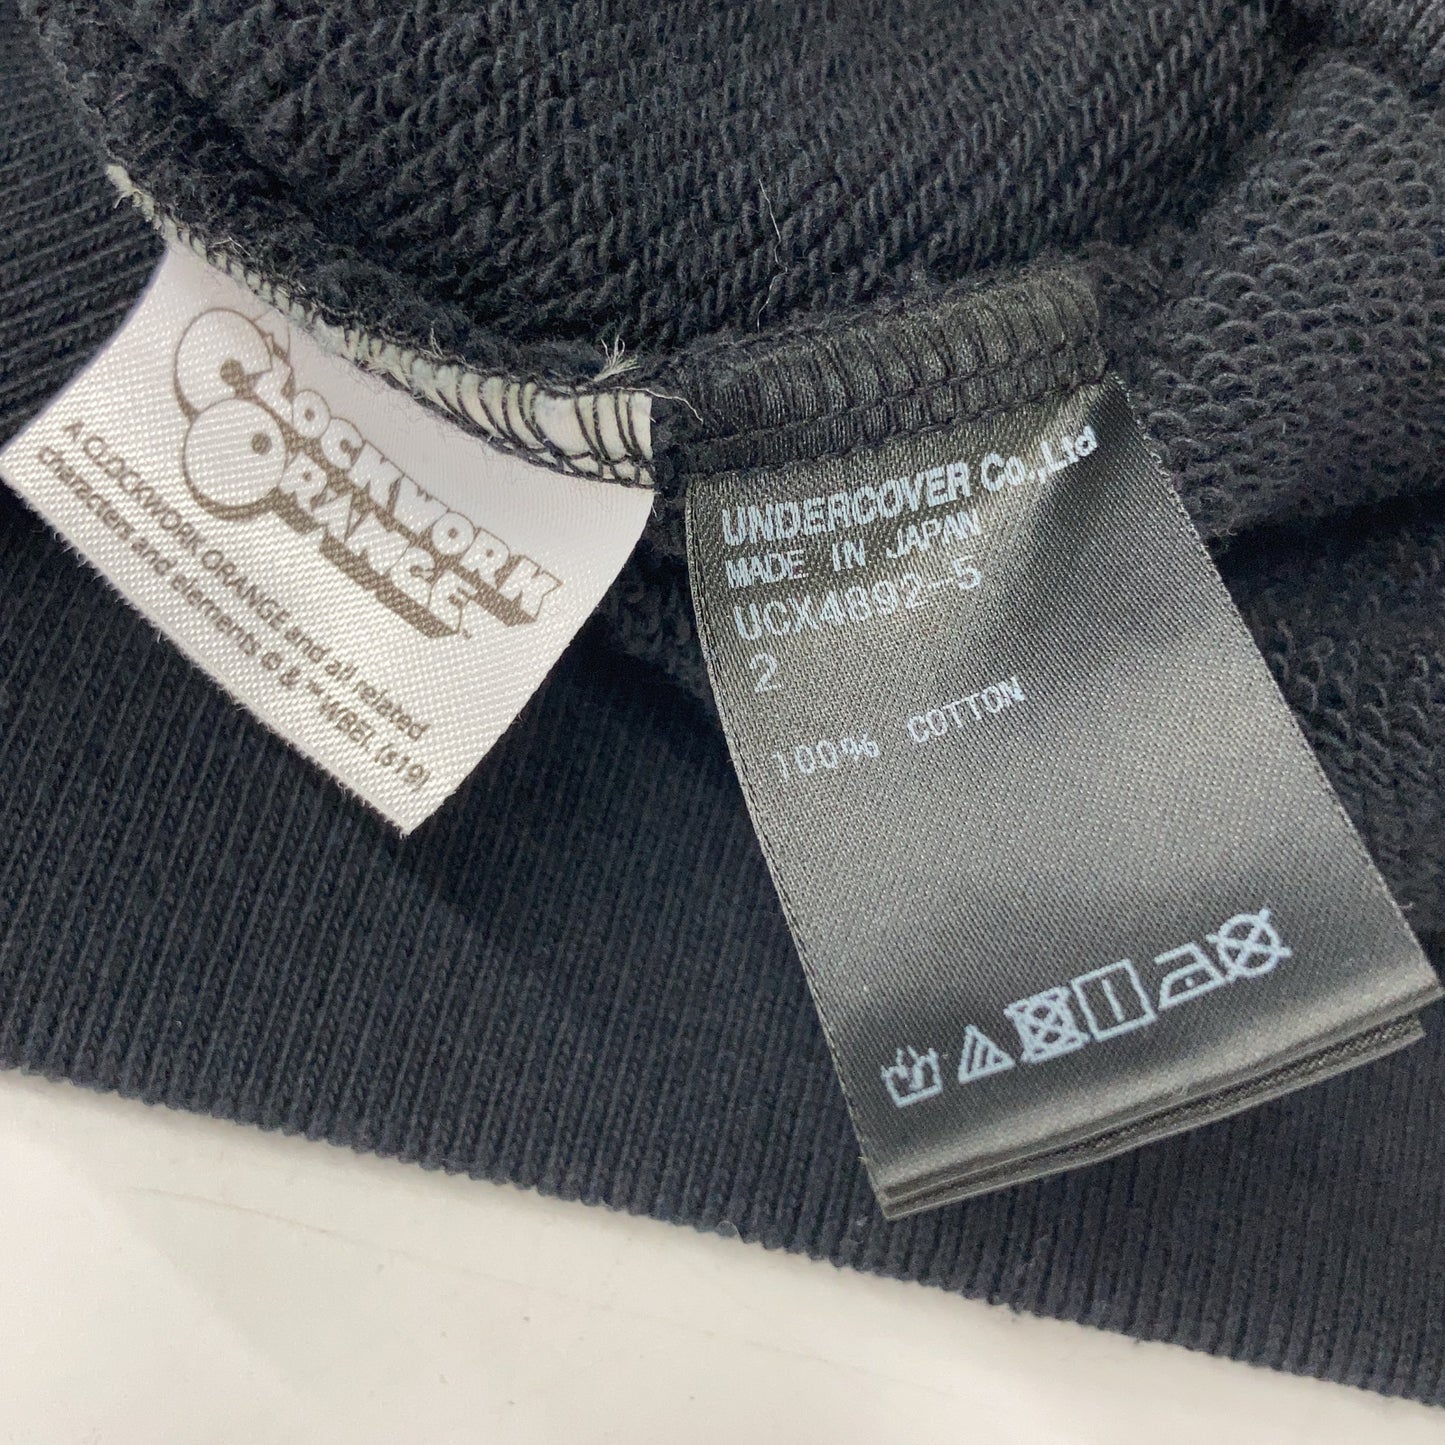 CLOCKWORK
ORANGE™
A CLOCKWORK ORANGE and all related
characters and elements © & ™ WBEI. (s19)
UNDERCOVER Co.,Ltd
MADE IN JAPAN
UCX4892-5
2
100% COTTON